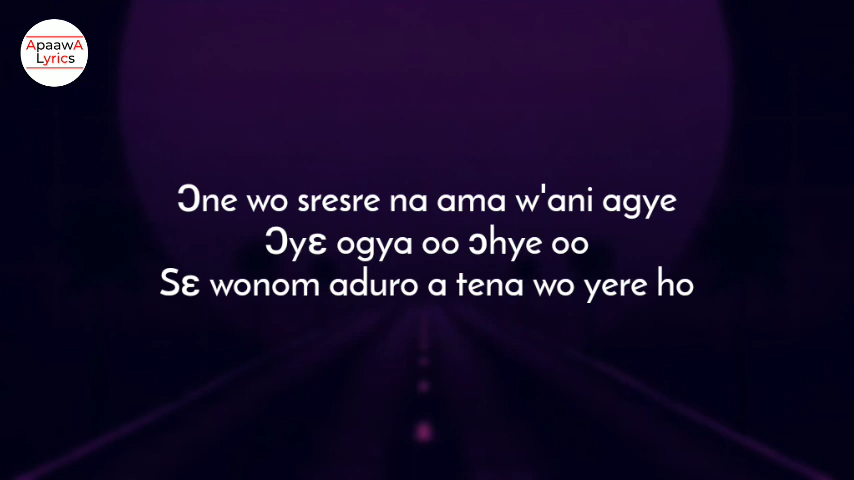 ApaawA
Lyrics
Ɔne wo sresre na ama w'ani agye
Ɔyɛ ogya oo ɔhye oo
Sɛ wonom aduro a tena wo yere ho